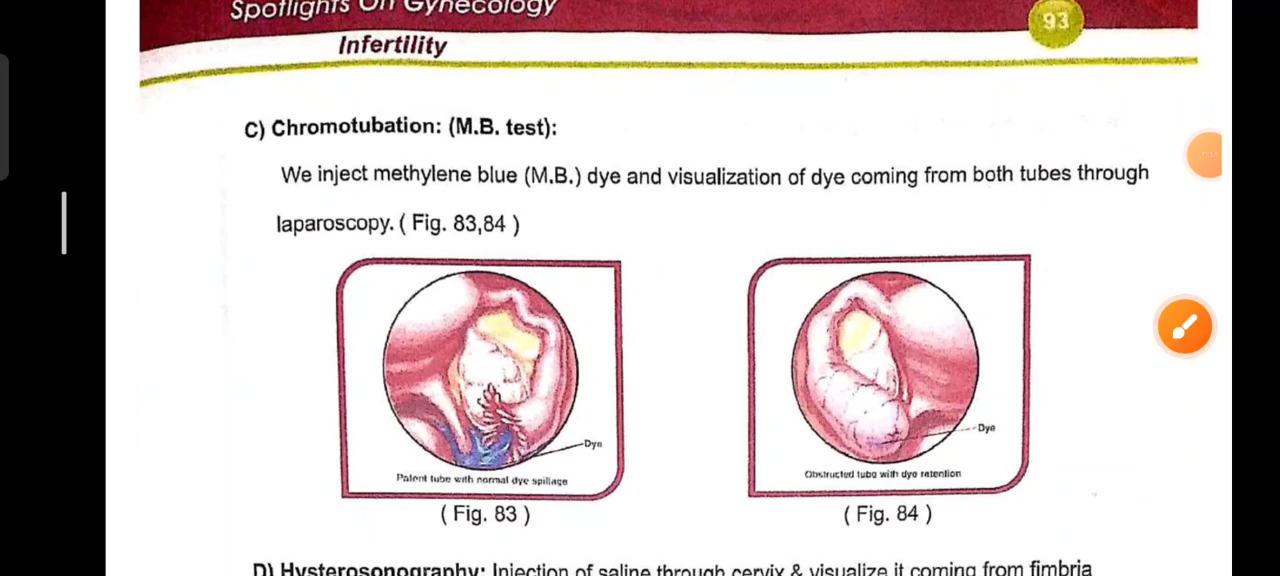 Spotlights On Gynecology
93
Infertility
C) Chromotubation: (M.B. test):
We inject methylene blue (M.B.) dye and visualization of dye coming from both tubes through
laparoscopy. ( Fig. 83,84 )
Dye
Patent tube with normal dye spillage
Dye
Obstructed tube with dye retention
( Fig. 83 )
( Fig. 84 )
D) Hysterosonography: Injection of saline through cervix & visualize it coming from fimbria